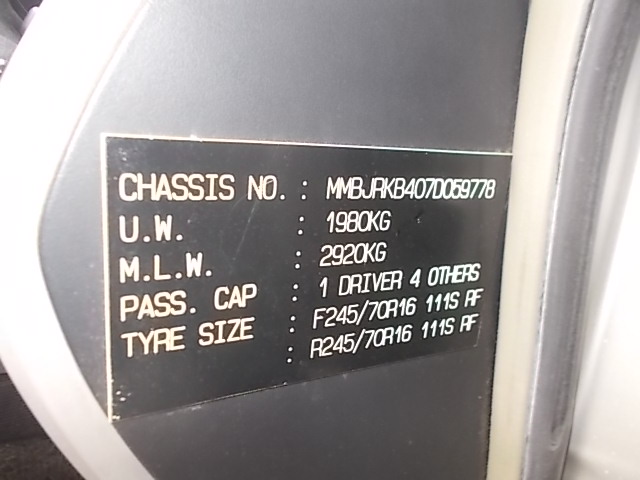 CHASSIS NO. : MMBJRKB407D059778
U.W. : 1980KG
M.L.W. : 2920KG
PASS. CAP : 1 DRIVER 4 OTHERS
TYRE SIZE : F245/70R16 111S RF
: R245/70R16 111S RF